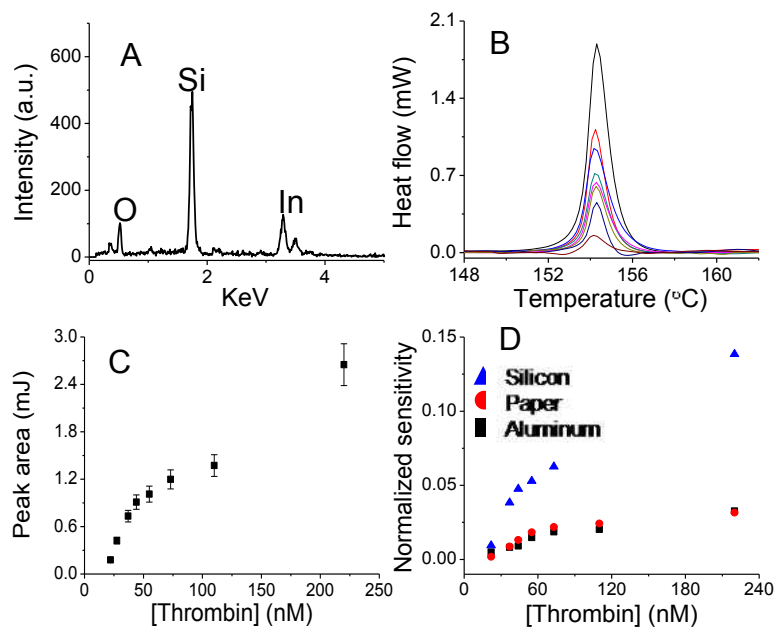 A
Intensity (a.u.)
600
400
200
0
O
Si
In
0
2
4
KeV
B
Heat flow (mW)
2.1
1.4
0.7
0.0
148
152
156
160
Temperature (ºC)
C
Peak area (mJ)
3.0
2.4
1.8
1.2
0.6
0.0
0
50
100
150
200
250
[Thrombin] (nM)
D
Normalized sensitivity
0.15
0.10
0.05
0.00
Silicon
Paper
Aluminum
0
60
120
180
240
[Thrombin] (nM)